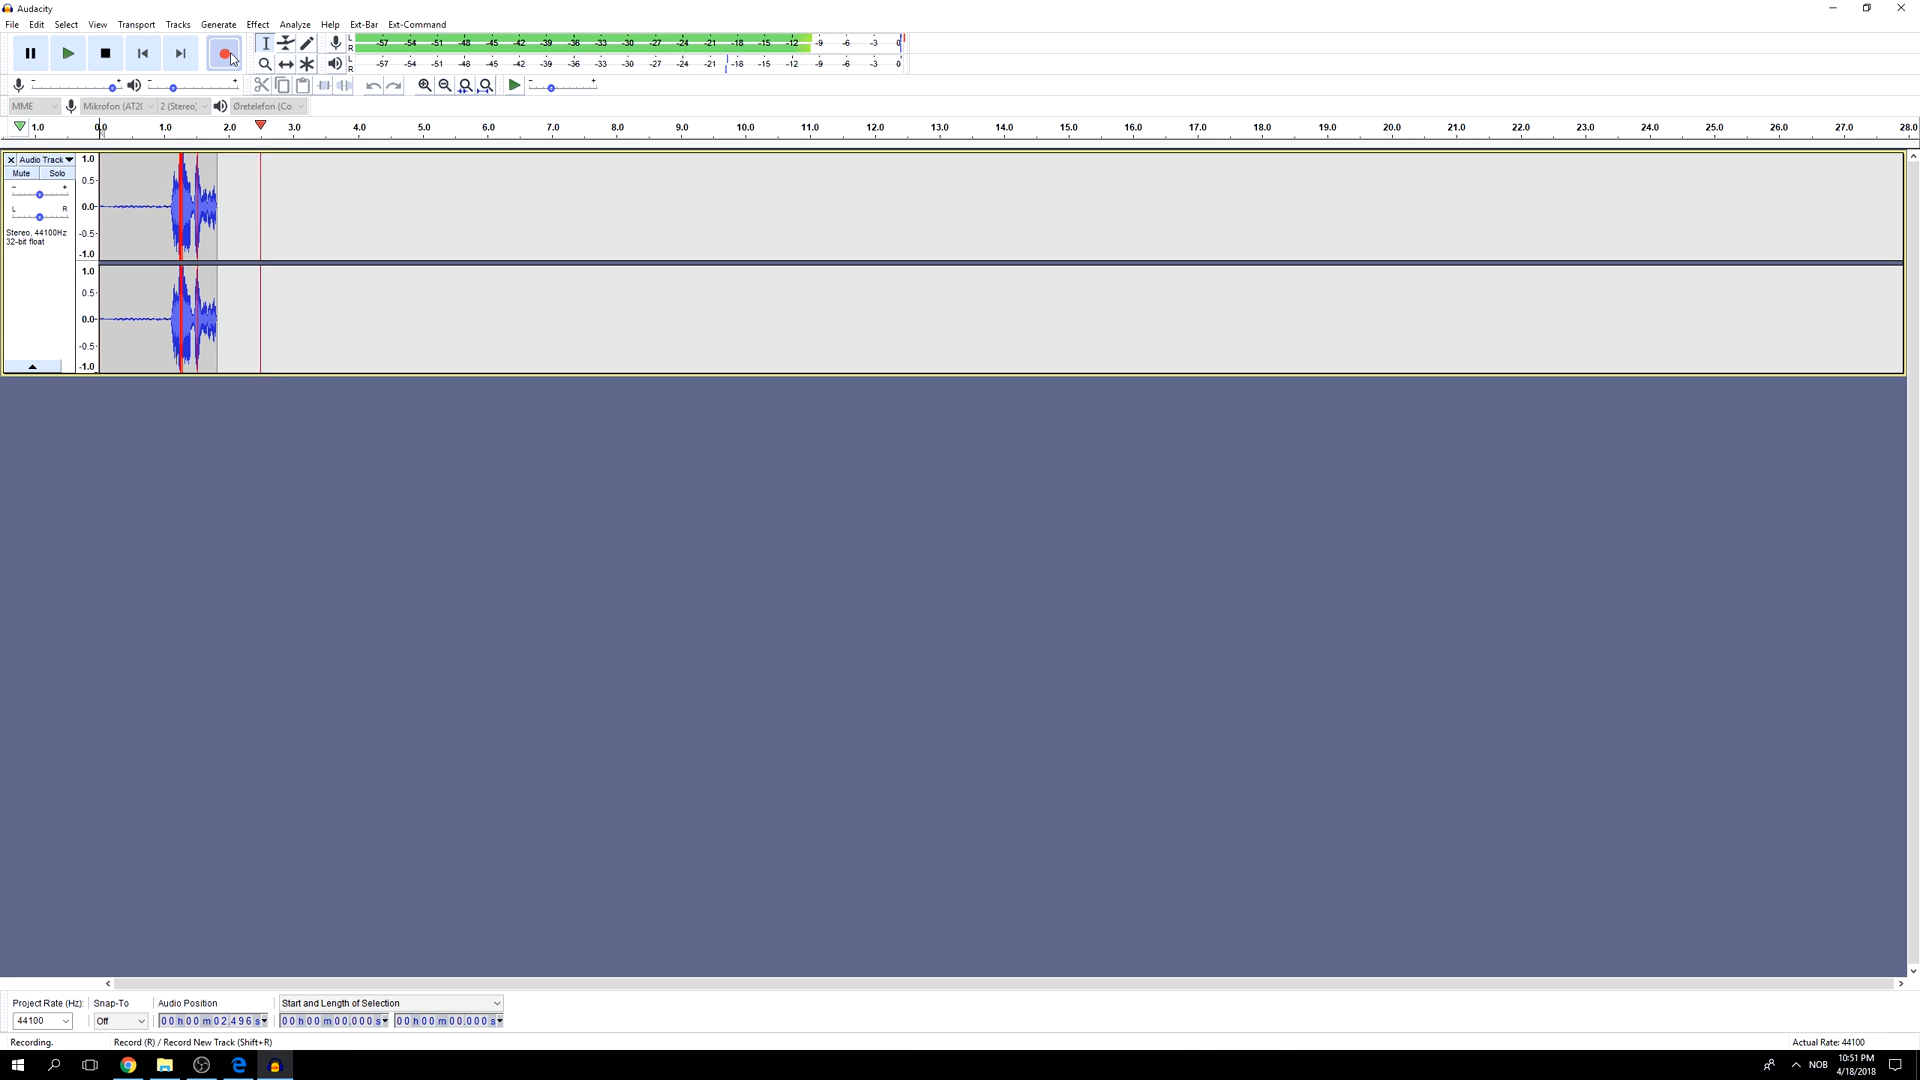 Audacity
File Edit Select View Transport Tracks Generate Effect Analyze Help Ext-Bar Ext-Command
L
R
-57 -54 -51 -48 -45 -42 -39 -36 -33 -30 -27 -24 -21 -18 -15 -12 -9 -6 -3 0
L
R
-57 -54 -51 -48 -45 -42 -39 -36 -33 -30 -27 -24 -21 -18 -15 -12 -9 -6 -3 0
- + - + - +
MME Mikrofon (AT2( 2 (Stereo) Øretelefon (Co
1.0 0.0 1.0 2.0 3.0 4.0 5.0 6.0 7.0 8.0 9.0 10.0 11.0 12.0 13.0 14.0 15.0 16.0 17.0 18.0 19.0 20.0 21.0 22.0 23.0 24.0 25.0 26.0 27.0 28.0
Audio Track 1.0
Mute Solo 0.5
- +
L R 0.0
Stereo, 44100Hz -0.5
32-bit float
-1.0
1.0
0.5
0.0
-0.5
-1.0
Project Rate (Hz): Snap-To Audio Position Start and Length of Selection
44100 Off 00 h 00 m 02.496 s 00 h 00 m 00.000 s 00 h 00 m 00.000 s
Recording. Record (R) / Record New Track (Shift+R) Actual Rate: 44100
NOB 10:51 PM
4/18/2018